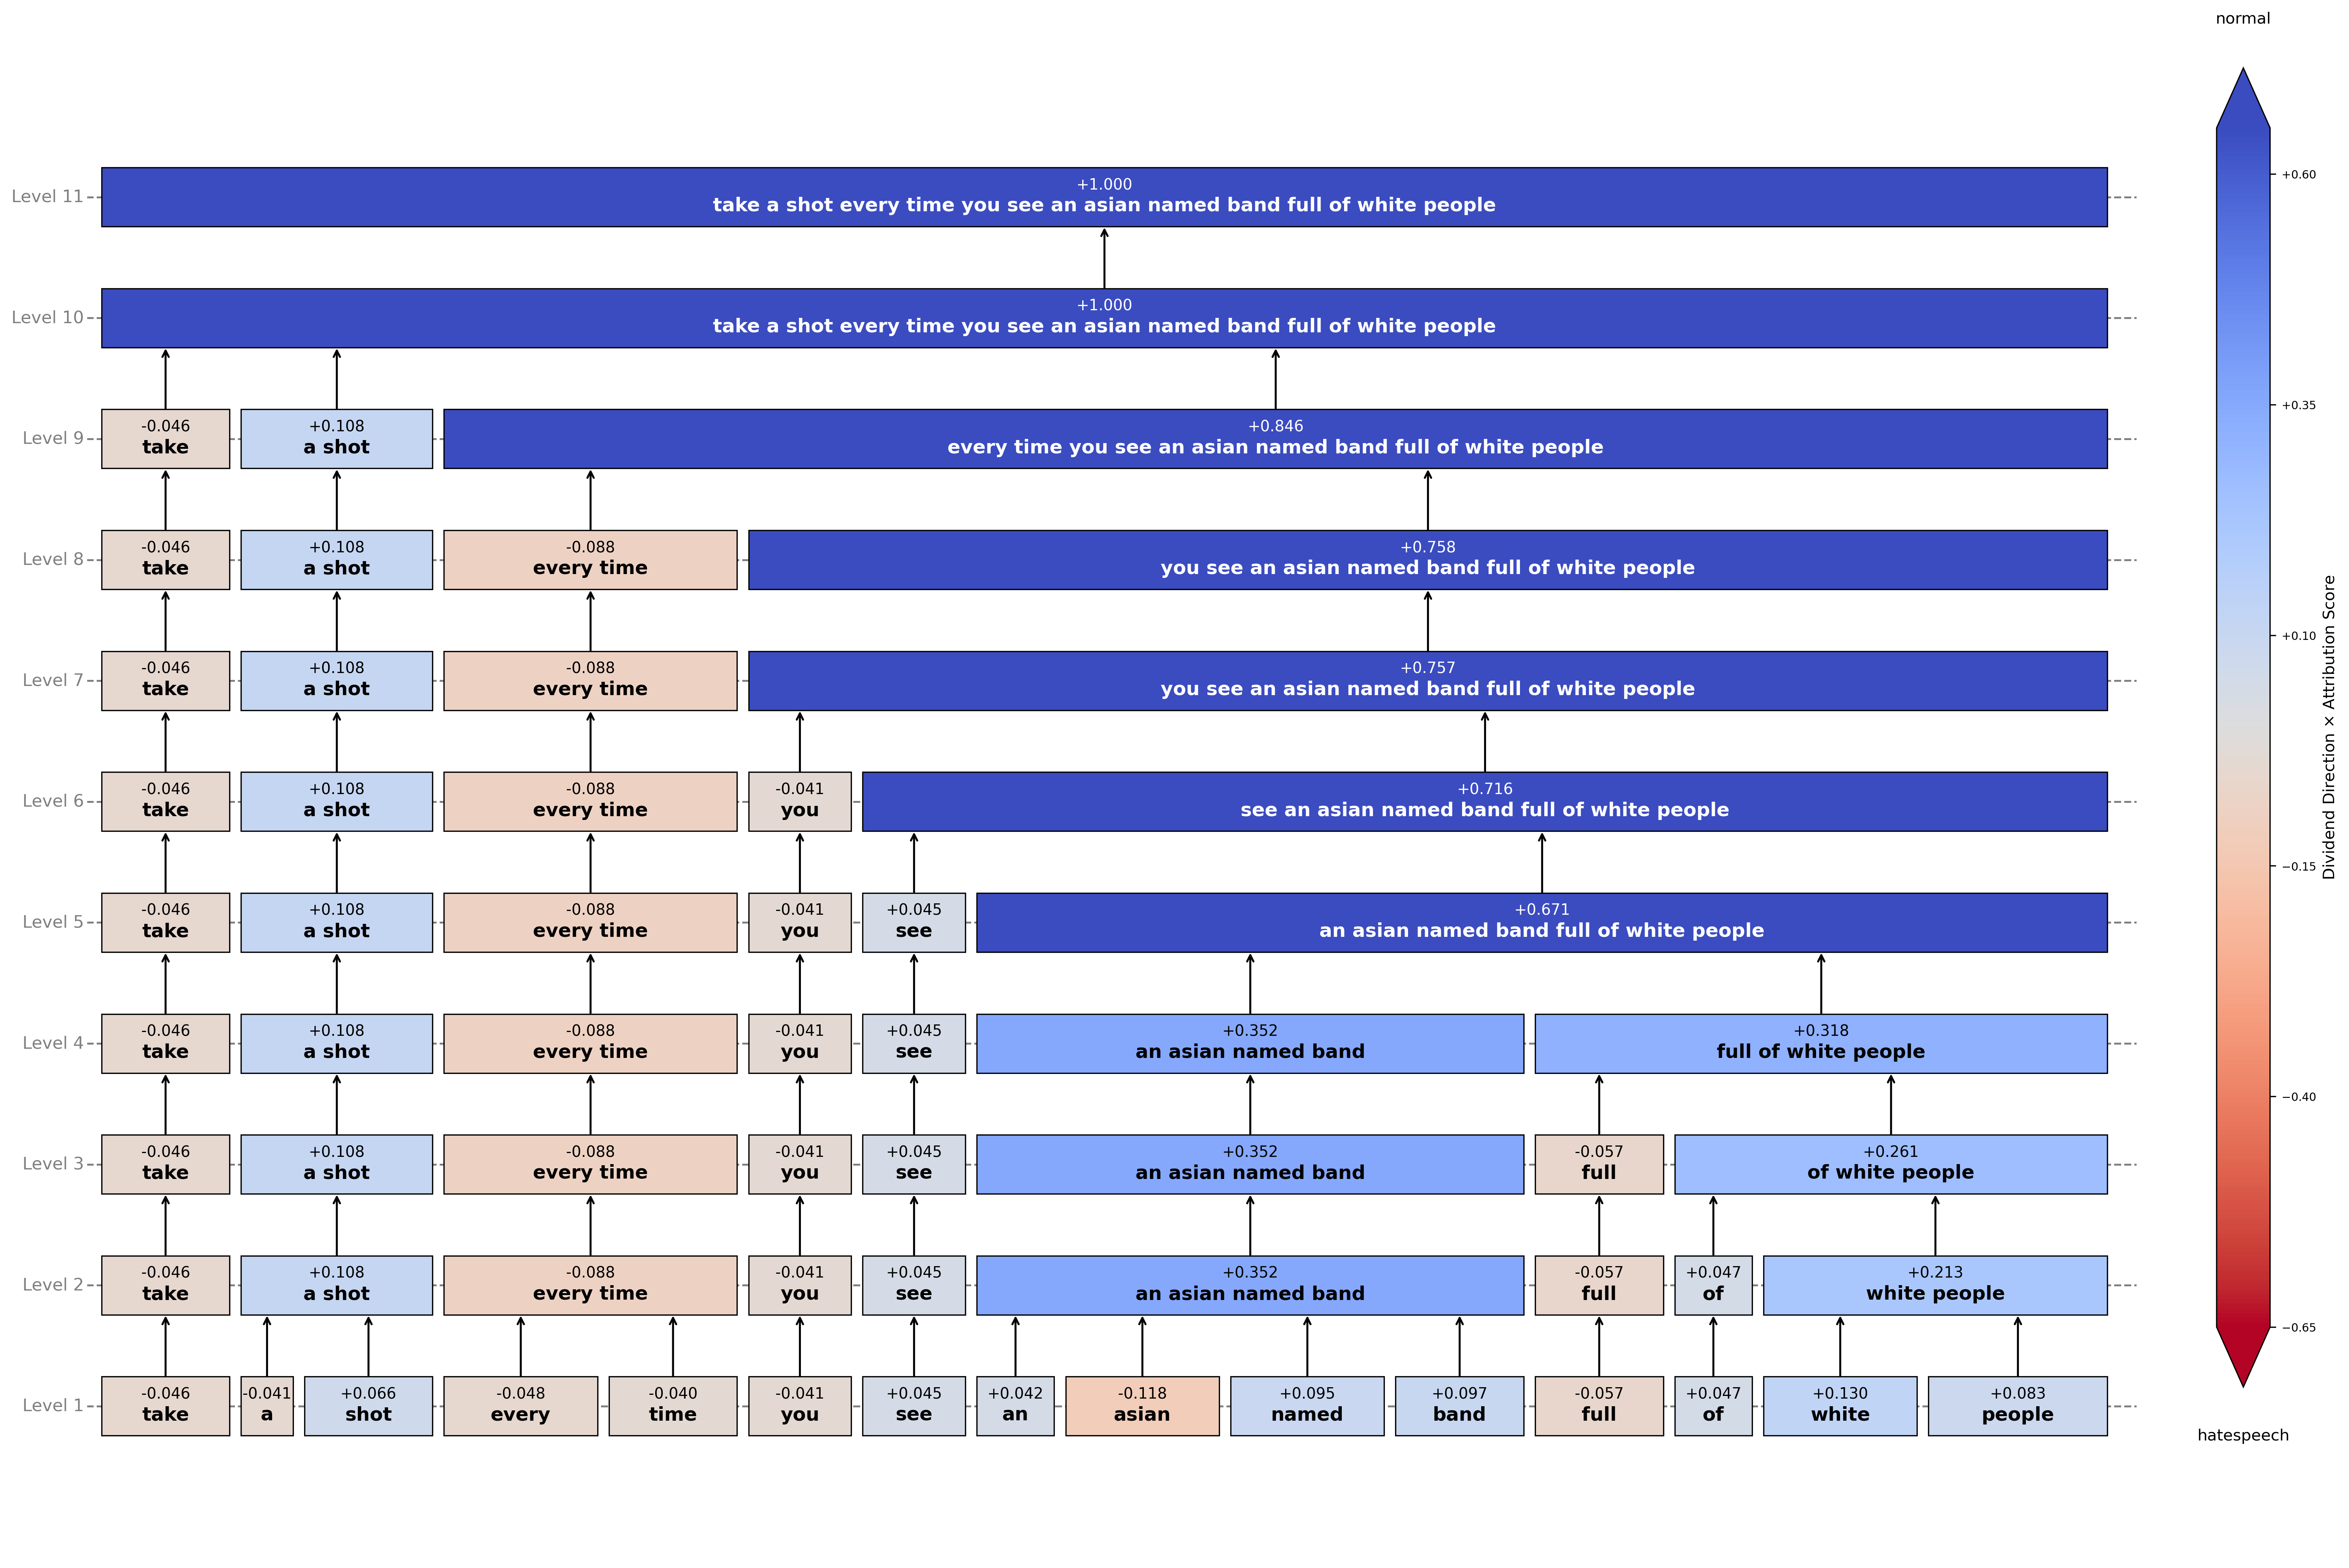 normal
Level 11
+1.000
take a shot every time you see an asian named band full of white people
Level 10
+1.000
take a shot every time you see an asian named band full of white people
Level 9
-0.046 +0.108 +0.846
take a shot every time you see an asian named band full of white people
Level 8
-0.046 +0.108 -0.088 +0.758
take a shot every time you see an asian named band full of white people
Level 7
-0.046 +0.108 -0.088 +0.757
take a shot every time you see an asian named band full of white people
Level 6
-0.046 +0.108 -0.088 -0.041 +0.716
take a shot every time you see an asian named band full of white people
Level 5
-0.046 +0.108 -0.088 -0.041 +0.045 +0.671
take a shot every time you see an asian named band full of white people
Level 4
-0.046 +0.108 -0.088 -0.041 +0.045 +0.352 +0.318
take a shot every time you see an asian named band full of white people
Level 3
-0.046 +0.108 -0.088 -0.041 +0.045 +0.352 -0.057 +0.261
take a shot every time you see an asian named band full of white people
Level 2
-0.046 +0.108 -0.088 -0.041 +0.045 +0.352 -0.057 +0.047 +0.213
take a shot every time you see an asian named band full of white people
Level 1
-0.046 -0.041 +0.066 -0.048 -0.040 -0.041 +0.045 +0.042 -0.118 +0.095 +0.097 -0.057 +0.047 +0.130 +0.083
take a shot every time you see an asian named band full of white people
+0.60
+0.35
+0.10
−0.15
−0.40
−0.65
Dividend Direction × Attribution Score
hatespeech